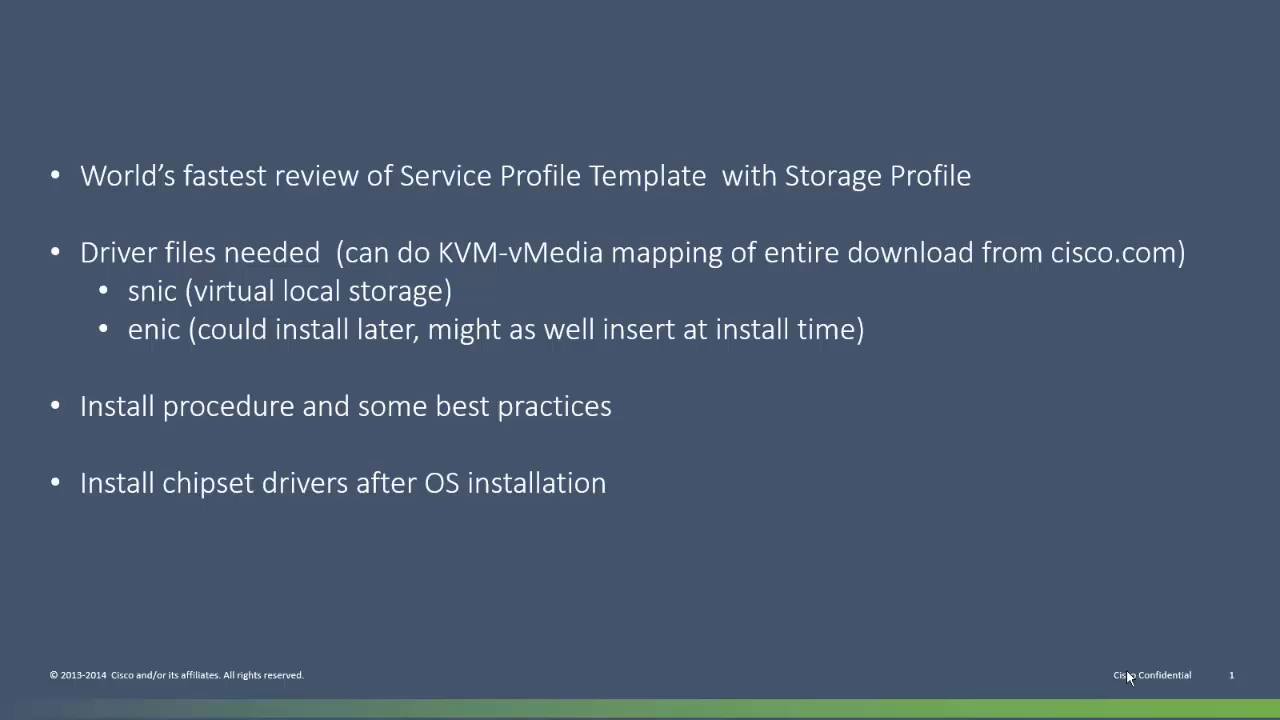 • World’s fastest review of Service Profile Template  with Storage Profile
• Driver files needed  (can do KVM-vMedia mapping of entire download from cisco.com)
• snic (virtual local storage)
• enic (could install later, might as well insert at install time)
• Install procedure and some best practices
• Install chipset drivers after OS installation
© 2013-2014  Cisco and/or its affiliates. All rights reserved.
Cisco Confidential
1